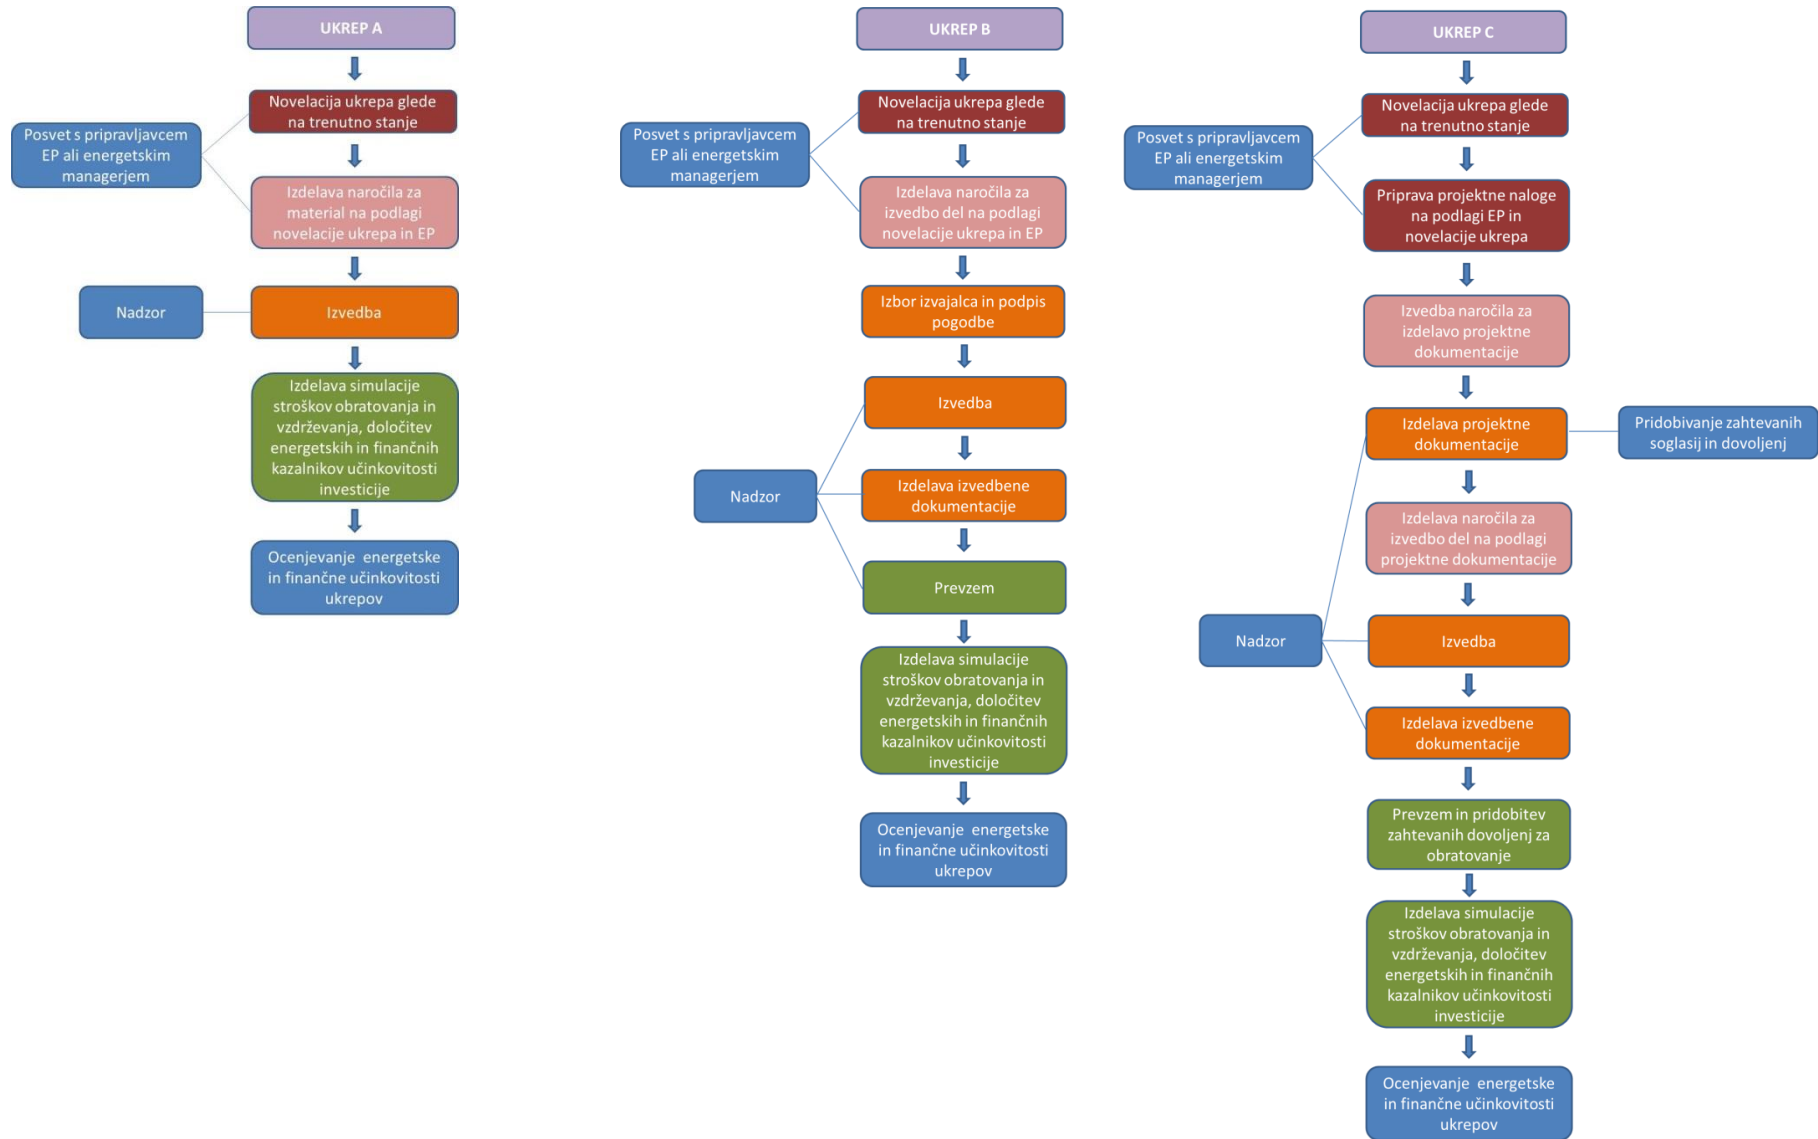 UKREP A
Novelacija ukrepa glede
na trenutno stanje
Posvet s pripravljavcem
EP ali energetskim
managerjem
Izdelava naročila za
material na podlagi
novelacije ukrepa in EP
Nadzor
Izvedba
Izdelava simulacije
stroškov obratovanja in
vzdrževanja, določitev
energetskih in finančnih
kazalnikov učinkovitosti
investicije
Ocenjevanje energetske
in finančne učinkovitosti
ukrepov
UKREP B
Novelacija ukrepa glede
na trenutno stanje
Posvet s pripravljavcem
EP ali energetskim
managerjem
Izdelava naročila za
izvedbo del na podlagi
novelacije ukrepa in EP
Izbor izvajalca in podpis
pogodbe
Izvedba
Nadzor
Izdelava izvedbene
dokumentacije
Prevzem
Izdelava simulacije
stroškov obratovanja in
vzdrževanja, določitev
energetskih in finančnih
kazalnikov učinkovitosti
investicije
Ocenjevanje energetske
in finančne učinkovitosti
ukrepov
UKREP C
Novelacija ukrepa glede
na trenutno stanje
Posvet s pripravljavcem
EP ali energetskim
managerjem
Priprava projektne naloge
na podlagi EP in
novelacije ukrepa
Izvedba naročila za
izdelavo projektne
dokumentacije
Izdelava projektne
dokumentacije
Pridobivanje zahtevanih
soglasij in dovoljenj
Izdelava naročila za
izvedbo del na podlagi
projektne dokumentacije
Nadzor
Izvedba
Izdelava izvedbene
dokumentacije
Prevzem in pridobitev
zahtevanih dovoljenj za
obratovanje
Izdelava simulacije
stroškov obratovanja in
vzdrževanja, določitev
energetskih in finančnih
kazalnikov učinkovitosti
investicije
Ocenjevanje energetske
in finančne učinkovitosti
ukrepov